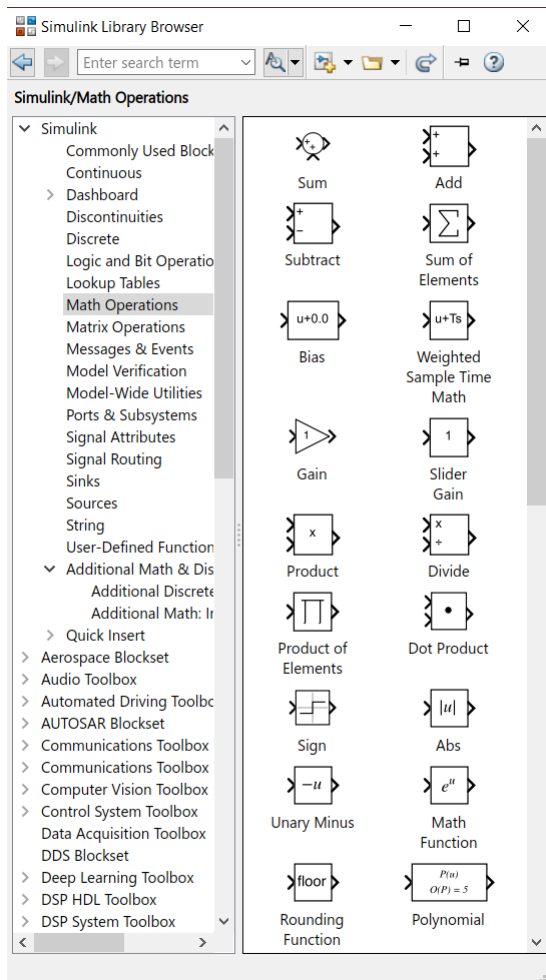 Simulink Library Browser
Enter search term
Simulink/Math Operations
Simulink
Commonly Used Block
Continuous
Dashboard
Discontinuities
Discrete
Logic and Bit Operatio
Lookup Tables
Math Operations
Matrix Operations
Messages & Events
Model Verification
Model-Wide Utilities
Ports & Subsystems
Signal Attributes
Signal Routing
Sinks
Sources
String
User-Defined Function
Additional Math & Dis
Additional Discrete
Additional Math: In
Quick Insert
Aerospace Blockset
Audio Toolbox
Automated Driving Toolbo
AUTOSAR Blockset
Communications Toolbox
Communications Toolbox
Computer Vision Toolbox
Control System Toolbox
Data Acquisition Toolbox
DDS Blockset
Deep Learning Toolbox
DSP HDL Toolbox
DSP System Toolbox
+ +
+
+
Sum
Add
+
−
∑
Subtract
Sum of
Elements
u+0.0
u+Ts
Bias
Weighted
Sample Time
Math
1
1
Gain
Slider
Gain
x
x
÷
Product
Divide
∏
Product of
Elements
Dot Product
|u|
Sign
Abs
−u
e^u
Unary Minus
Math
Function
floor
P(u)
O(P) = 5
Rounding
Function
Polynomial